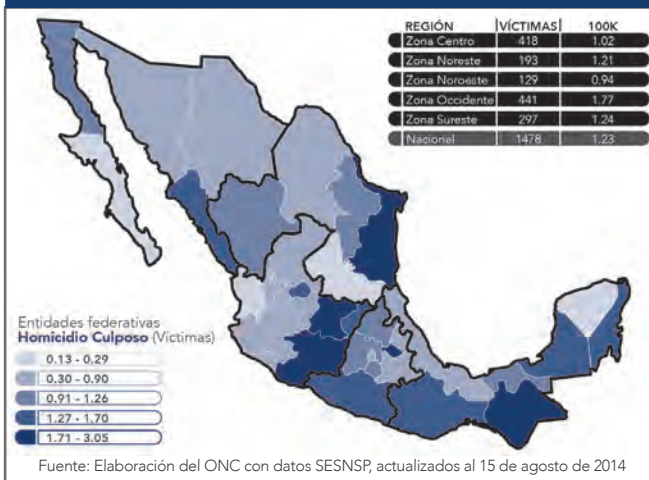 REGIÓN VÍCTIMAS 100K
Zona Centro 418 1.02
Zona Noreste 193 1.21
Zona Noroeste 129 0.94
Zona Occidente 441 1.77
Zona Sureste 297 1.24
Nacional 1478 1.23
Entidades federativas
Homicidio Culposo (Víctimas)
0.13 - 0.29
0.30 - 0.90
0.91 - 1.26
1.27 - 1.70
1.71 - 3.05
Fuente: Elaboración del ONC con datos SESNSP, actualizados al 15 de agosto de 2014